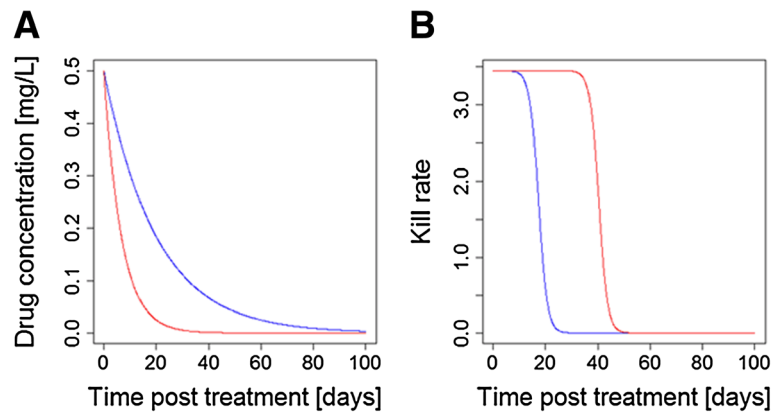 A
Drug concentration [mg/L]
0.5
0.4
0.3
0.2
0.1
0.0
0 20 40 60 80 100
Time post treatment [days]
B
Kill rate
3.0
2.0
1.0
0.0
0 20 40 60 80 100
Time post treatment [days]